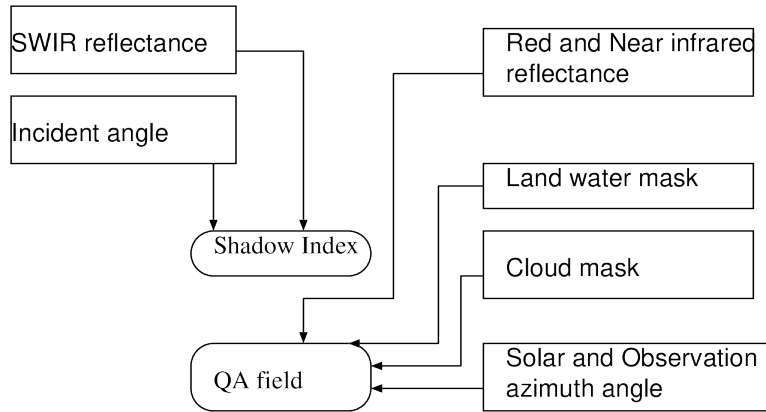 SWIR reflectance
Incident angle
Shadow Index
QA field
Red and Near infrared
reflectance
Land water mask
Cloud mask
Solar and Observation
azimuth angle